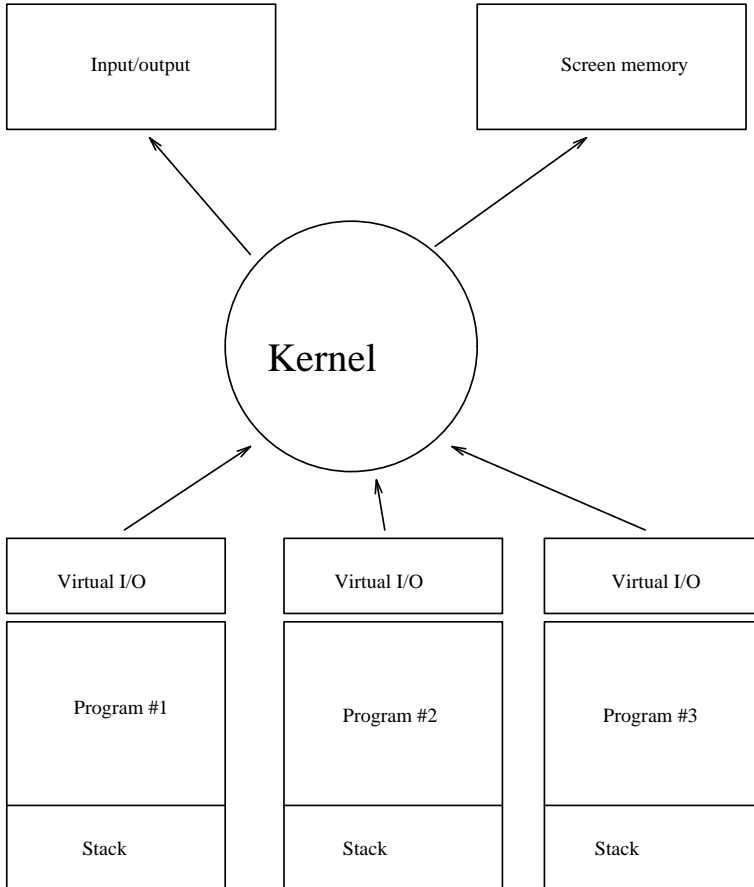 Input/output
Screen memory
Kernel
Virtual I/O
Virtual I/O
Virtual I/O
Program #1
Program #2
Program #3
Stack
Stack
Stack